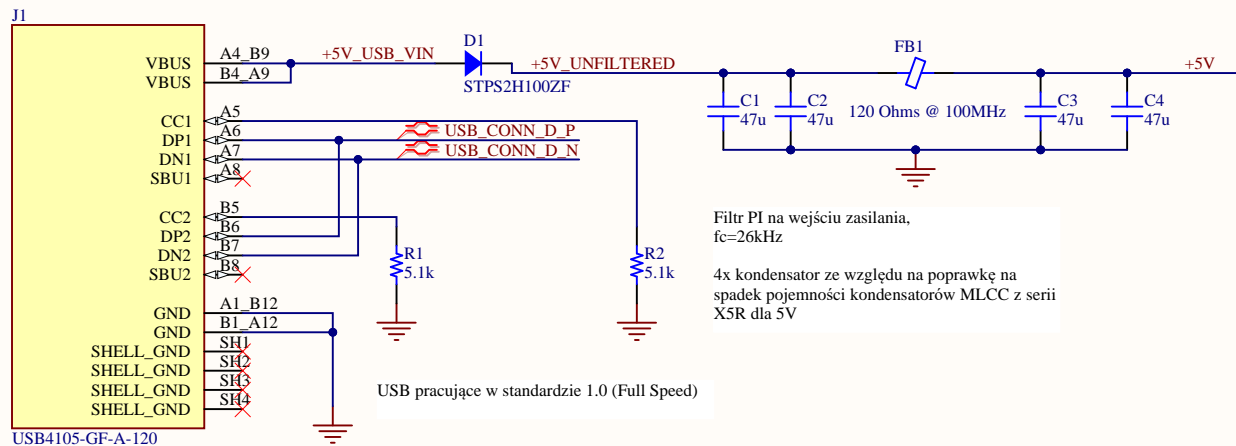 J1
VBUS A4_B9
VBUS B4_A9
CC1 A5
DP1 A6
DN1 A7
SBU1 A8
CC2 B5
DP2 B6
DN2 B7
SBU2 B8
GND A1_B12
GND B1_A12
SHELL_GND SH1
SHELL_GND SH2
SHELL_GND SH3
SHELL_GND SH4
USB4105-GF-A-120
+5V_USB_VIN
D1
STPS2H100ZF
+5V_UNFILTERED
USB_CONN_D_P
USB_CONN_D_N
R1
5.1k
R2
5.1k
C1
47u
C2
47u
FB1
120 Ohms @ 100MHz
C3
47u
C4
47u
+5V
Filtr PI na wejściu zasilania,
fc=26kHz
4x kondensator ze względu na poprawkę na
spadek pojemności kondensatorów MLCC z serii
X5R dla 5V
USB pracujące w standardzie 1.0 (Full Speed)